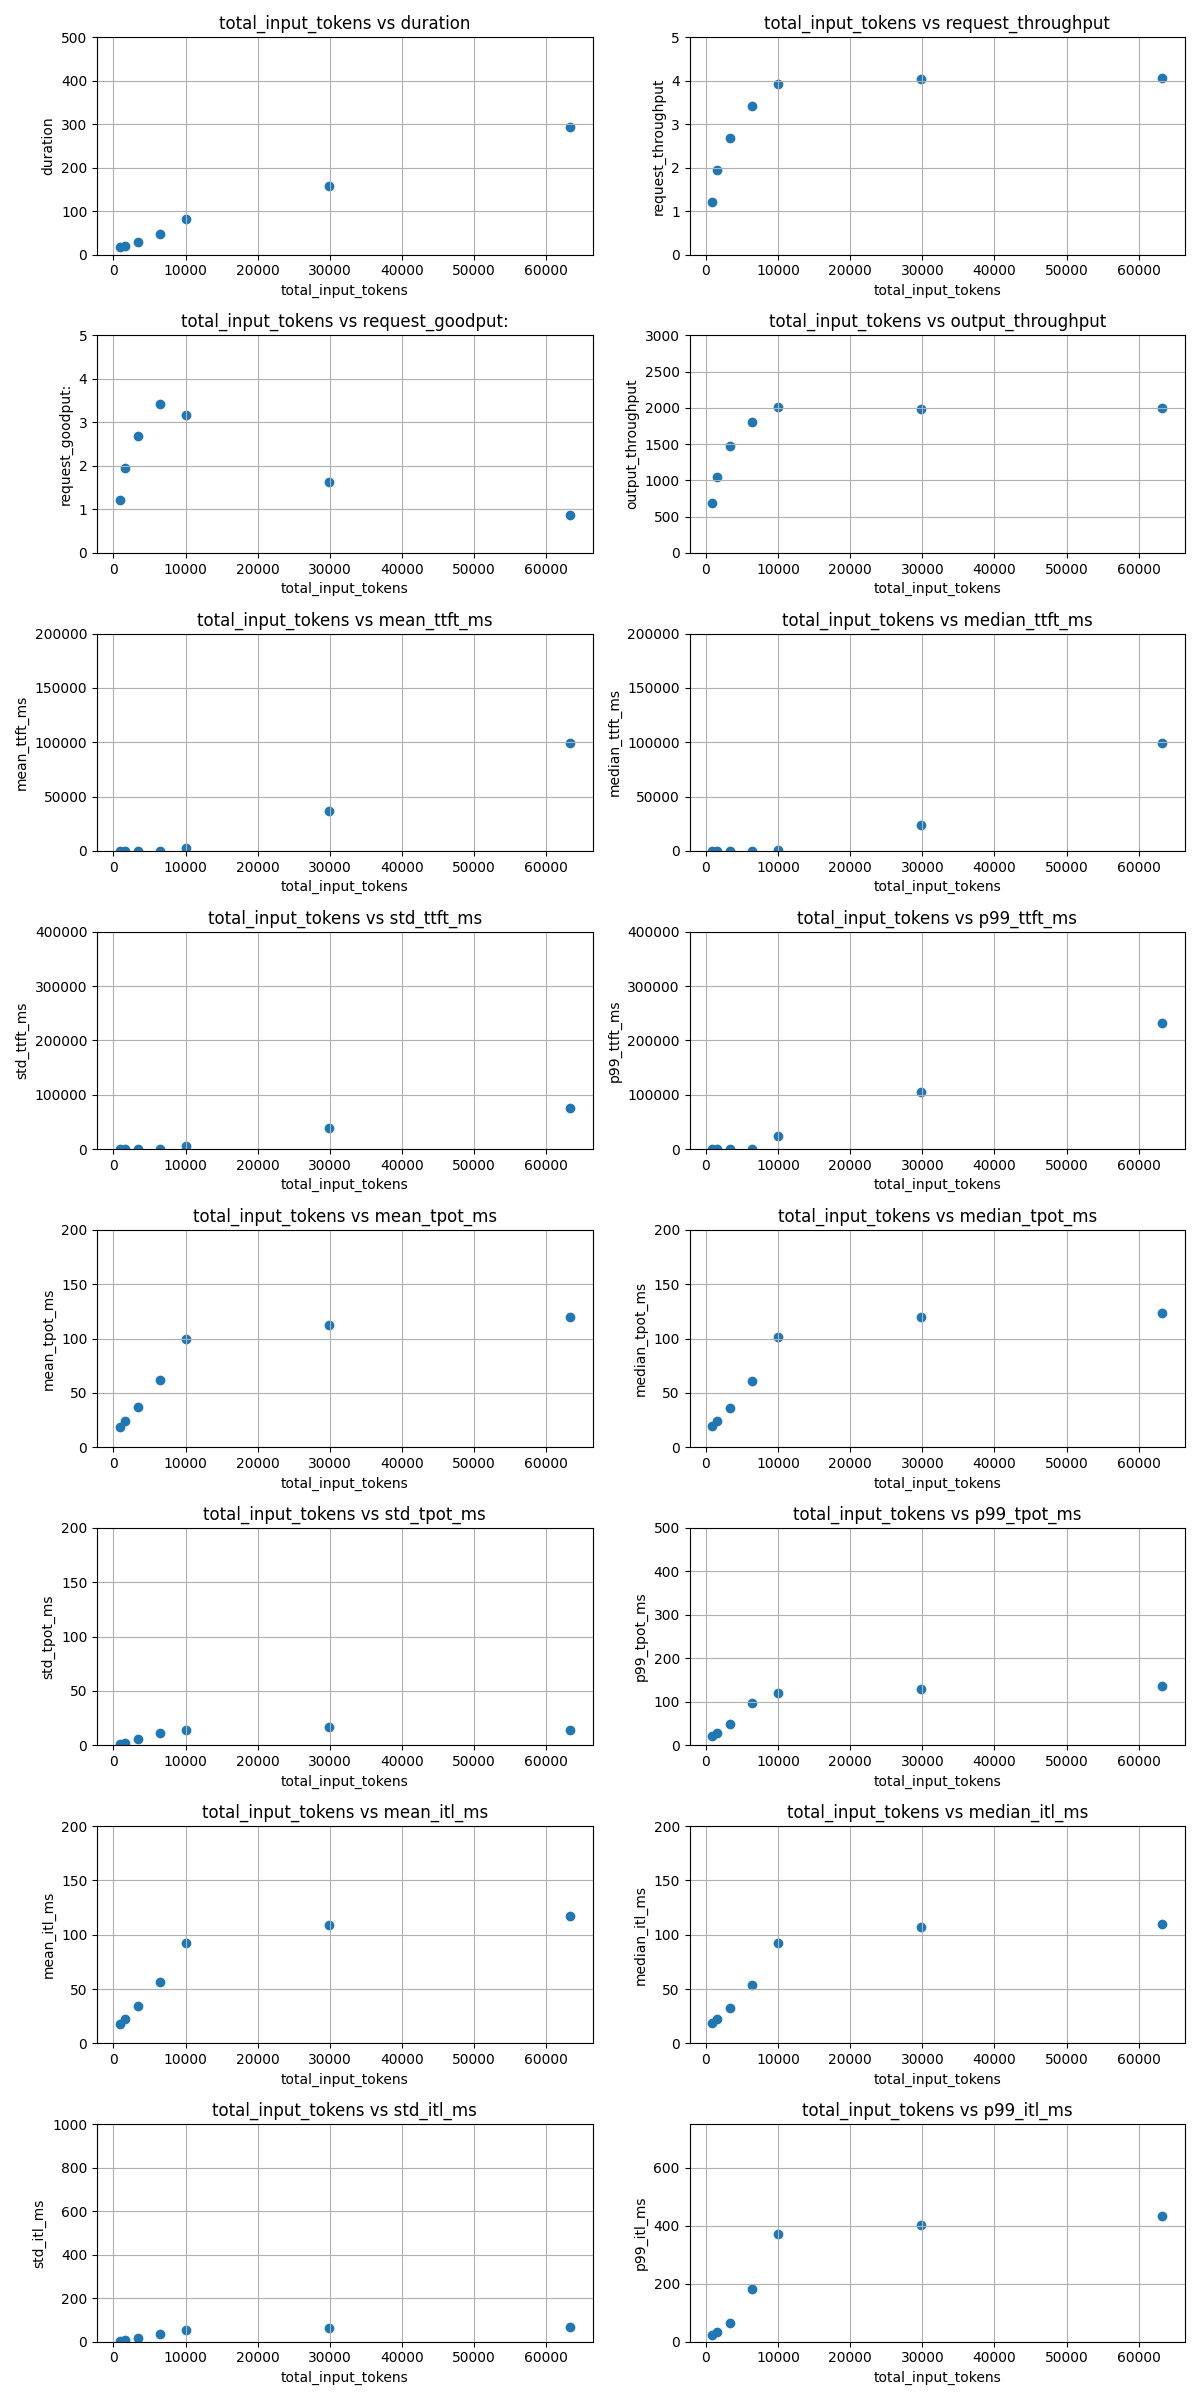 total_input_tokens vs duration
500
400
300
200
100
0
duration
0 10000 20000 30000 40000 50000 60000
total_input_tokens
total_input_tokens vs request_throughput
5
4
3
2
1
0
request_throughput
0 10000 20000 30000 40000 50000 60000
total_input_tokens
total_input_tokens vs request_goodput:
5
4
3
2
1
0
request_goodput:
0 10000 20000 30000 40000 50000 60000
total_input_tokens
total_input_tokens vs output_throughput
3000
2500
2000
1500
1000
500
0
output_throughput
0 10000 20000 30000 40000 50000 60000
total_input_tokens
total_input_tokens vs mean_ttft_ms
200000
150000
100000
50000
0
mean_ttft_ms
0 10000 20000 30000 40000 50000 60000
total_input_tokens
total_input_tokens vs median_ttft_ms
200000
150000
100000
50000
0
median_ttft_ms
0 10000 20000 30000 40000 50000 60000
total_input_tokens
total_input_tokens vs std_ttft_ms
400000
300000
200000
100000
0
std_ttft_ms
0 10000 20000 30000 40000 50000 60000
total_input_tokens
total_input_tokens vs p99_ttft_ms
400000
300000
200000
100000
0
p99_ttft_ms
0 10000 20000 30000 40000 50000 60000
total_input_tokens
total_input_tokens vs mean_tpot_ms
200
150
100
50
0
mean_tpot_ms
0 10000 20000 30000 40000 50000 60000
total_input_tokens
total_input_tokens vs median_tpot_ms
200
150
100
50
0
median_tpot_ms
0 10000 20000 30000 40000 50000 60000
total_input_tokens
total_input_tokens vs std_tpot_ms
200
150
100
50
0
std_tpot_ms
0 10000 20000 30000 40000 50000 60000
total_input_tokens
total_input_tokens vs p99_tpot_ms
500
400
300
200
100
0
p99_tpot_ms
0 10000 20000 30000 40000 50000 60000
total_input_tokens
total_input_tokens vs mean_itl_ms
200
150
100
50
0
mean_itl_ms
0 10000 20000 30000 40000 50000 60000
total_input_tokens
total_input_tokens vs median_itl_ms
200
150
100
50
0
median_itl_ms
0 10000 20000 30000 40000 50000 60000
total_input_tokens
total_input_tokens vs std_itl_ms
1000
800
600
400
200
0
std_itl_ms
0 10000 20000 30000 40000 50000 60000
total_input_tokens
total_input_tokens vs p99_itl_ms
600
400
200
0
p99_itl_ms
0 10000 20000 30000 40000 50000 60000
total_input_tokens